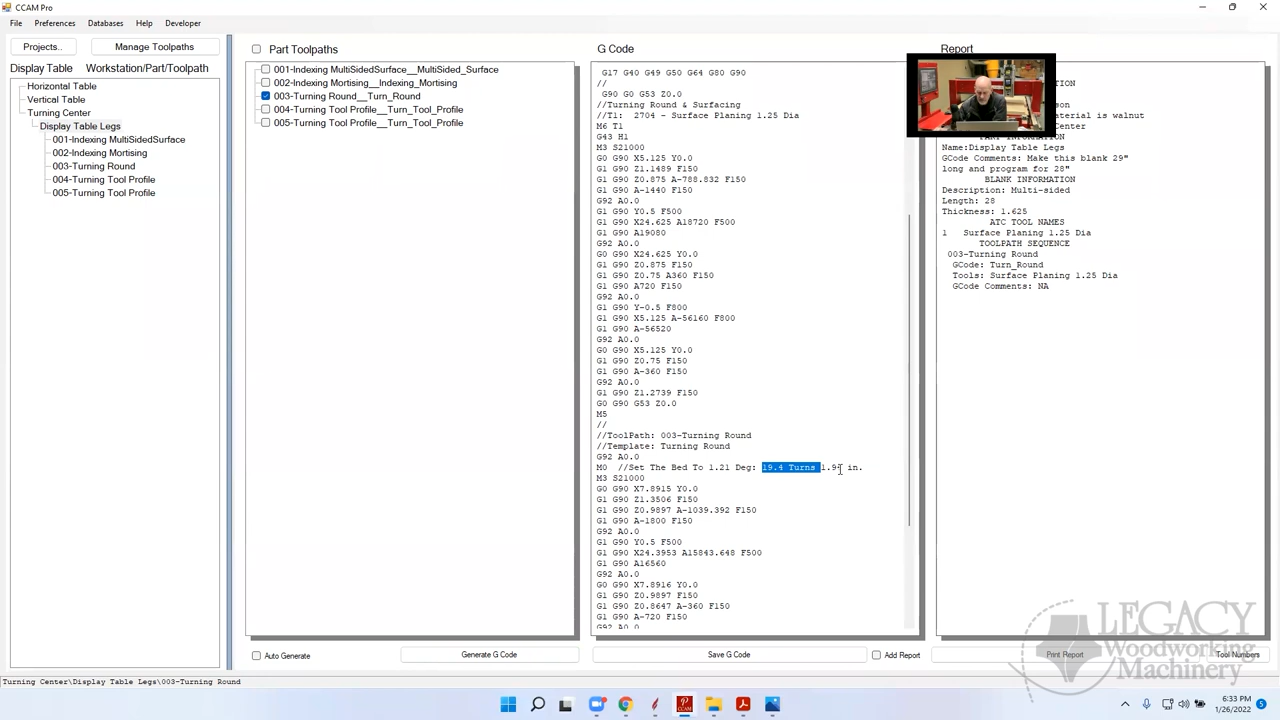 CCAM Pro
File Preferences Databases Help Developer
Projects.. Manage Toolpaths
Display Table Workstation/Part/Toolpath
Horizontal Table
Vertical Table
Turning Center
Display Table Legs
001-Indexing MultiSidedSurface
002-Indexing Mortising
003-Turning Round
004-Turning Tool Profile
005-Turning Tool Profile
Part Toolpaths
001-Indexing MultiSidedSurface__MultiSided_Surface
002-Indexing Mortising__Indexing_Mortising
003-Turning Round__Turn_Round
004-Turning Tool Profile__Turn_Tool_Profile
005-Turning Tool Profile__Turn_Tool_Profile
Auto Generate
Generate G Code
G Code
G17 G40 G49 G50 G64 G80 G90
//
G90 G0 G53 Z0.0
//Turning Round & Surfacing
//T1: 2704 - Surface Planing 1.25 Dia
M6 T1
G43 H1
M3 S21000
G0 G90 X5.125 Y0.0
G1 G90 Z1.1489 F150
G1 G90 Z0.875 A-788.832 F150
G1 G90 A-1440 F150
G92 A0.0
G1 G90 Y0.5 F500
G1 G90 X24.625 A18720 F500
G1 G90 A19080
G92 A0.0
G0 G90 X24.625 Y0.0
G1 G90 Z0.875 F150
G1 G90 Z0.75 A360 F150
G1 G90 A720 F150
G92 A0.0
G1 G90 Y-0.5 F800
G1 G90 X5.125 A-56160 F800
G1 G90 A-56520
G92 A0.0
G0 G90 X5.125 Y0.0
G1 G90 Z0.75 F150
G1 G90 A-360 F150
G92 A0.0
G1 G90 Z1.2739 F150
G0 G90 G53 Z0.0
M5
//
//ToolPath: 003-Turning Round
//Template: Turning Round
G92 A0.0
M0 //Set The Bed To 1.21 Deg: 19.4 Turns in.
M3 S21000
G0 G90 X7.8915 Y0.0
G1 G90 Z1.3506 F150
G1 G90 Z0.9897 A-1039.392 F150
G1 G90 A-1800 F150
G92 A0.0
G1 G90 Y0.5 F500
G1 G90 X24.3953 A15843.648 F500
G1 G90 A16560
G92 A0.0
G0 G90 X7.8916 Y0.0
G1 G90 Z0.9897 F150
G1 G90 Z0.8647 A-360 F150
G1 G90 A-720 F150
G92 A0.0
Save G Code
Add Report
Report
Name:Display Table Legs
GCode Comments: Make this blank 29"
long and program for 28"
BLANK INFORMATION
Description: Multi-sided
Length: 28
Thickness: 1.625
ATC TOOL NAMES
1 Surface Planing 1.25 Dia
TOOLPATH SEQUENCE
003-Turning Round
GCode: Turn_Round
Tools: Surface Planing 1.25 Dia
GCode Comments: NA
Print Report
Tool Numbers
LEGACY
Woodworking
Machinery
Turning Center\Display Table Legs\003-Turning Round
6:33 PM
1/26/2022